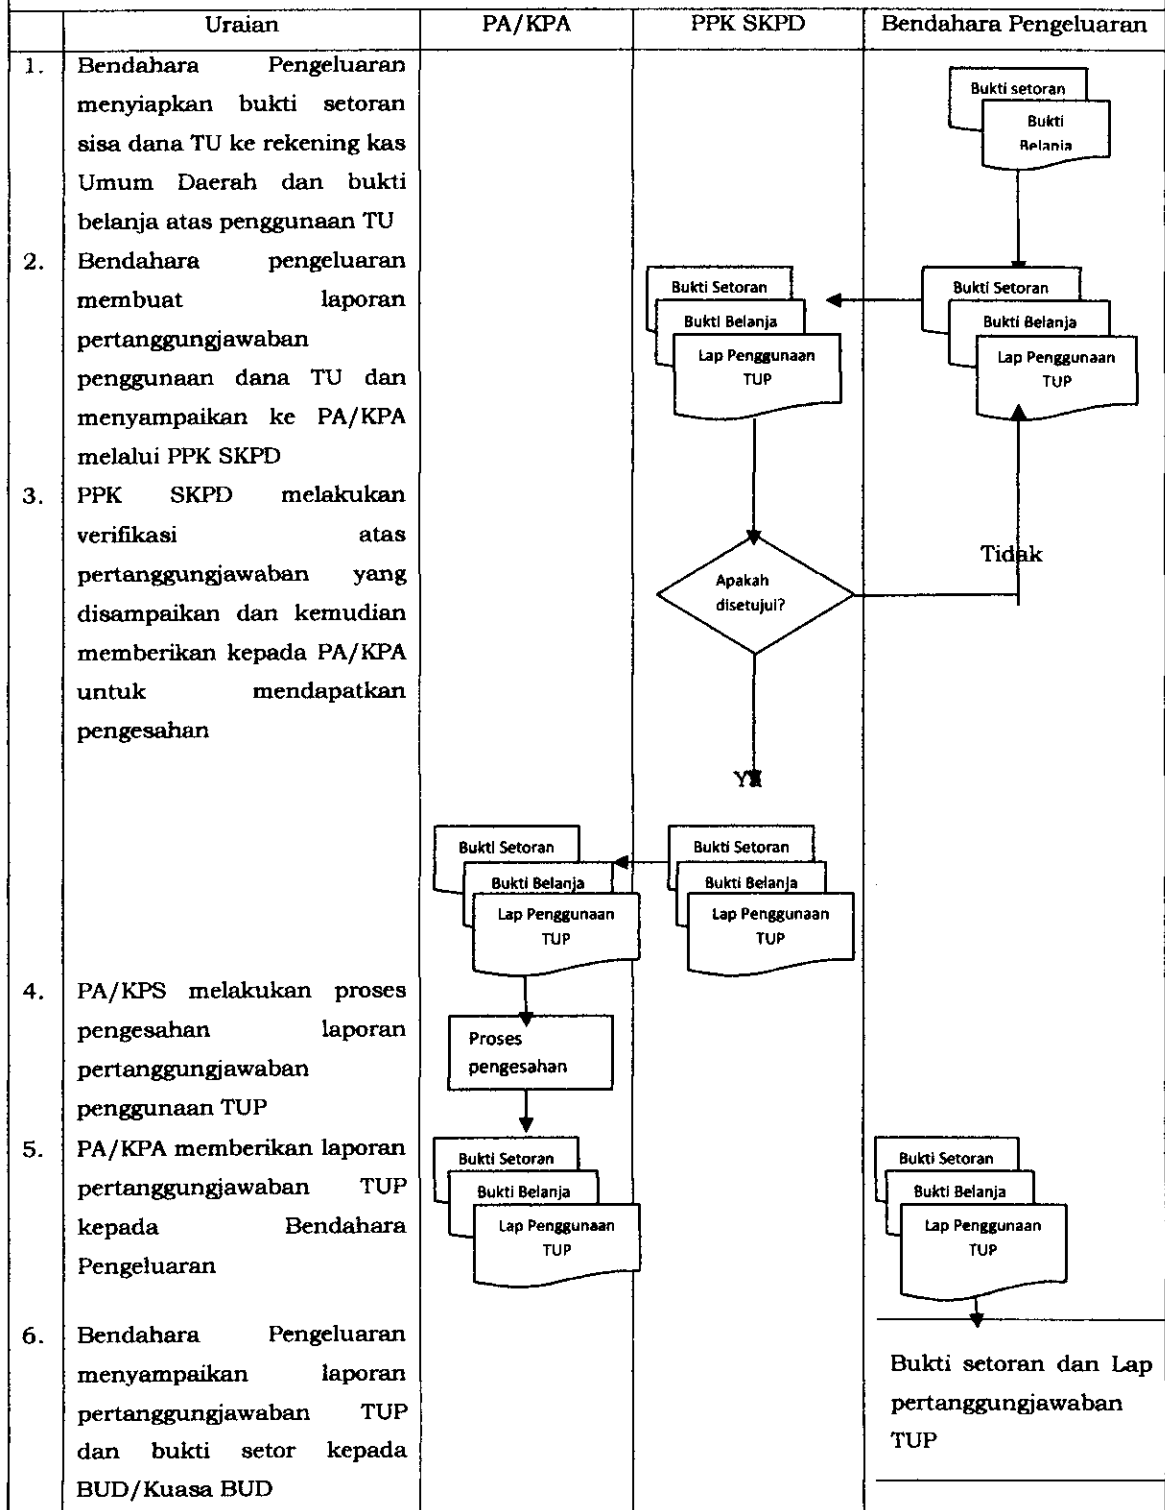 Uraian PA/KPA PPK SKPD Bendahara Pengeluaran
1. Bendahara Pengeluaran
menyiapkan bukti setoran
sisa dana TU ke rekening kas
Umum Daerah dan bukti
belanja atas penggunaan TU
Bukti setoran
Bukti
Belanja
2. Bendahara pengeluaran
membuat laporan
pertanggungjawaban
penggunaan dana TU dan
menyampaikan ke PA/KPA
melalui PPK SKPD
Bukti Setoran
Bukti Belanja
Lap Penggunaan
TUP
Bukti Setoran
Bukti Belanja
Lap Penggunaan
TUP
3. PPK SKPD melakukan
verifikasi atas
pertanggungjawaban yang
disampaikan dan kemudian
memberikan kepada PA/KPA
untuk mendapatkan
pengesahan
Apakah
disetujui?
Tidak
Bukti Setoran
Bukti Belanja
Lap Penggunaan
TUP
Bukti Setoran
Bukti Belanja
Lap Penggunaan
TUP
4. PA/KPS melakukan proses
pengesahan laporan
pertanggungjawaban
penggunaan TUP
Proses
pengesahan
5. PA/KPA memberikan laporan
pertanggungjawaban TUP
kepada Bendahara
Pengeluaran
Bukti Setoran
Bukti Belanja
Lap Penggunaan
TUP
Bukti Setoran
Bukti Belanja
Lap Penggunaan
TUP
6. Bendahara Pengeluaran
menyampaikan laporan
pertanggungjawaban TUP
dan bukti setor kepada
BUD/Kuasa BUD
Bukti setoran dan Lap
pertanggungjawaban
TUP